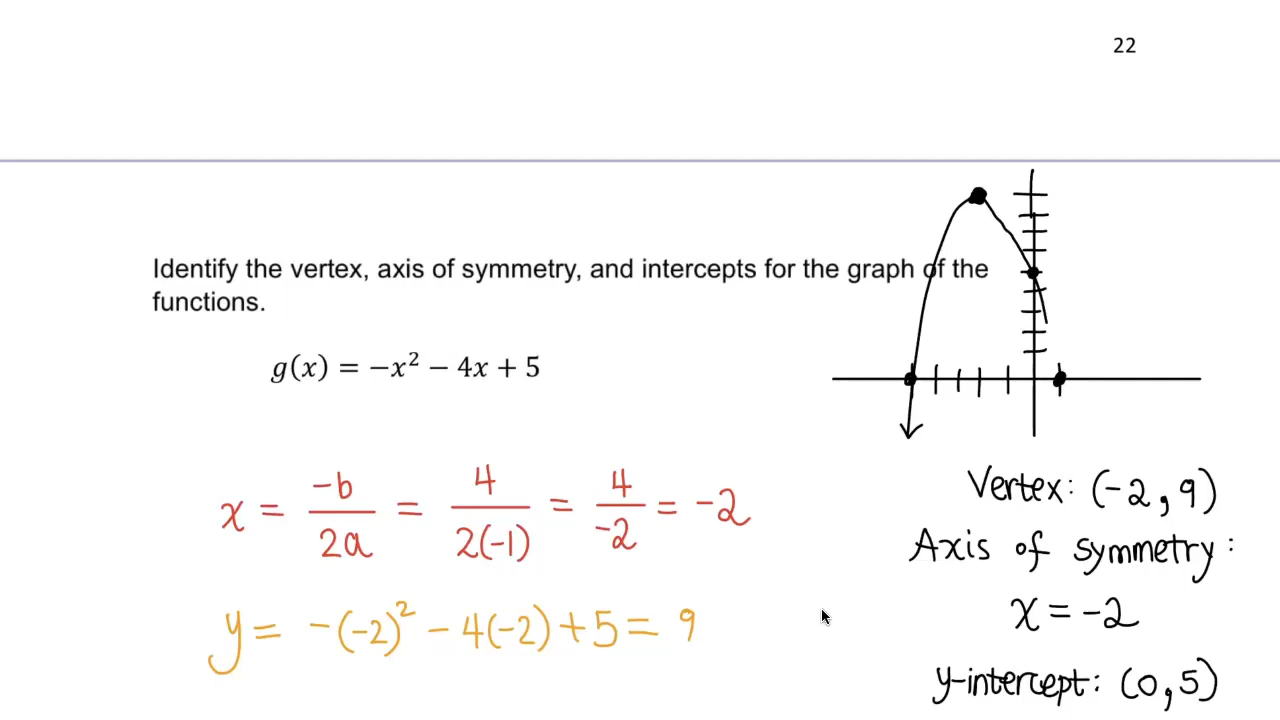 22
Identify the vertex, axis of symmetry, and intercepts for the graph of the
functions.
g(x) = −x² − 4x + 5
x = -b/2a = 4/2(-1) = 4/-2 = -2
y = -(-2)² - 4(-2) + 5 = 9
Vertex: (-2, 9)
Axis of symmetry:
x = -2
y-intercept: (0, 5)